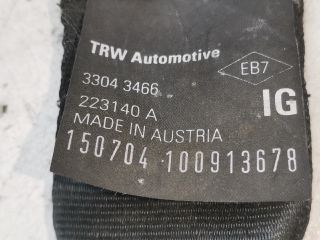 TRW Automotive
EB7
3304 3466
IG
223140 A
MADE IN AUSTRIA
150704 100913678